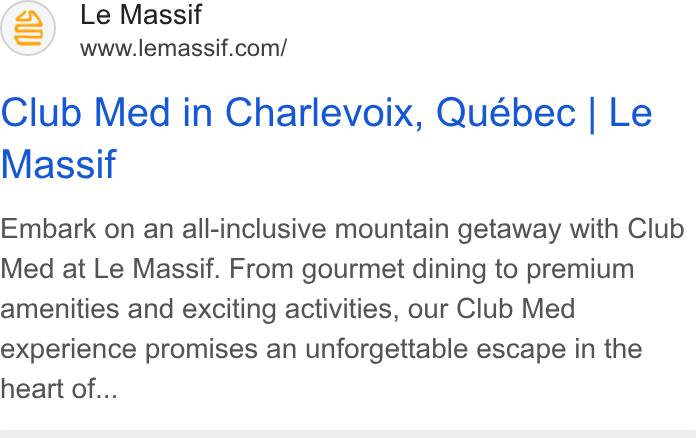 Le Massif
www.lemassif.com/
Club Med in Charlevoix, Québec | Le
Massif
Embark on an all-inclusive mountain getaway with Club
Med at Le Massif. From gourmet dining to premium
amenities and exciting activities, our Club Med
experience promises an unforgettable escape in the
heart of...